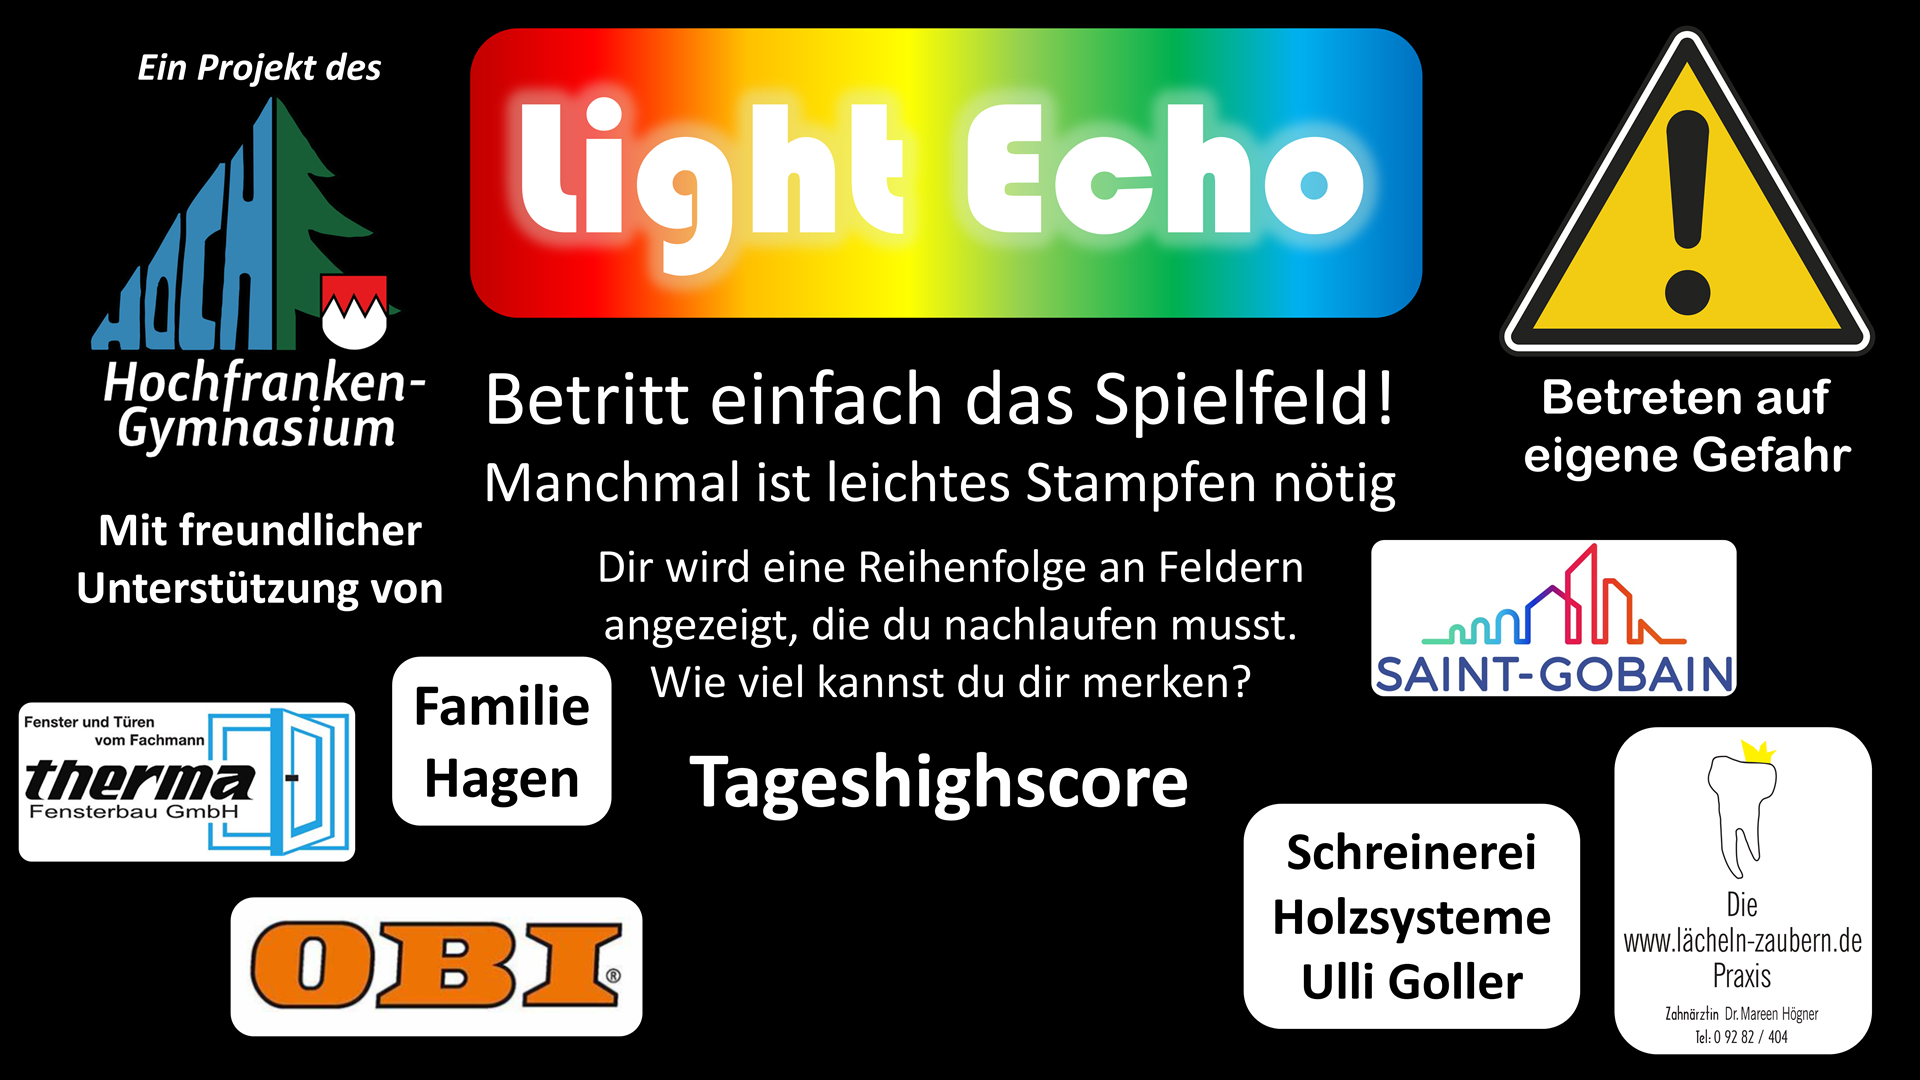 Ein Projekt des
HOCH
Hochfranken-
Gymnasium
Light Echo
Betreten auf
eigene Gefahr
Betritt einfach das Spielfeld!
Manchmal ist leichtes Stampfen nötig
Dir wird eine Reihenfolge an Feldern
angezeigt, die du nachlaufen musst.
Wie viel kannst du dir merken?
Tageshighscore
Mit freundlicher
Unterstützung von
Fenster und Türen
vom Fachmann
therma
Fensterbau GmbH
Familie
Hagen
OBI®
SAINT-GOBAIN
Schreinerei
Holzsysteme
Ulli Goller
Die
www.lächeln-zaubern.de
Praxis
Zahnärztin Dr. Mareen Högner
Tel: 0 92 82 / 404